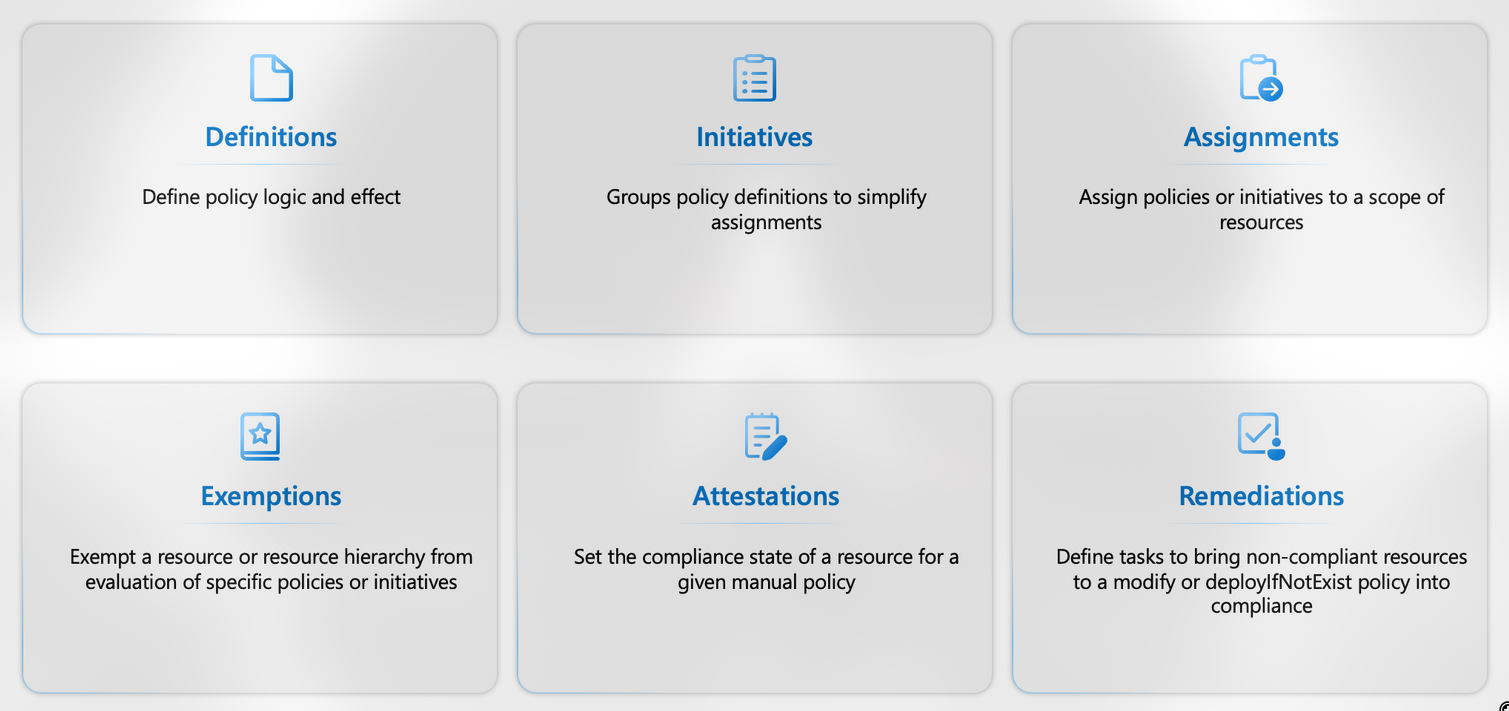 Definitions
Define policy logic and effect
Initiatives
Groups policy definitions to simplify
assignments
Assignments
Assign policies or initiatives to a scope of
resources
Exemptions
Exempt a resource or resource hierarchy from
evaluation of specific policies or initiatives
Attestations
Set the compliance state of a resource for a
given manual policy
Remediations
Define tasks to bring non-compliant resources
to a modify or deployIfNotExist policy into
compliance